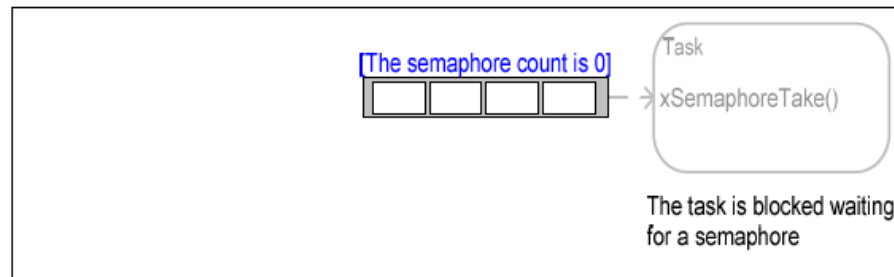 [The semaphore count is 0]
Task
xSemaphoreTake()
The task is blocked waiting
for a semaphore